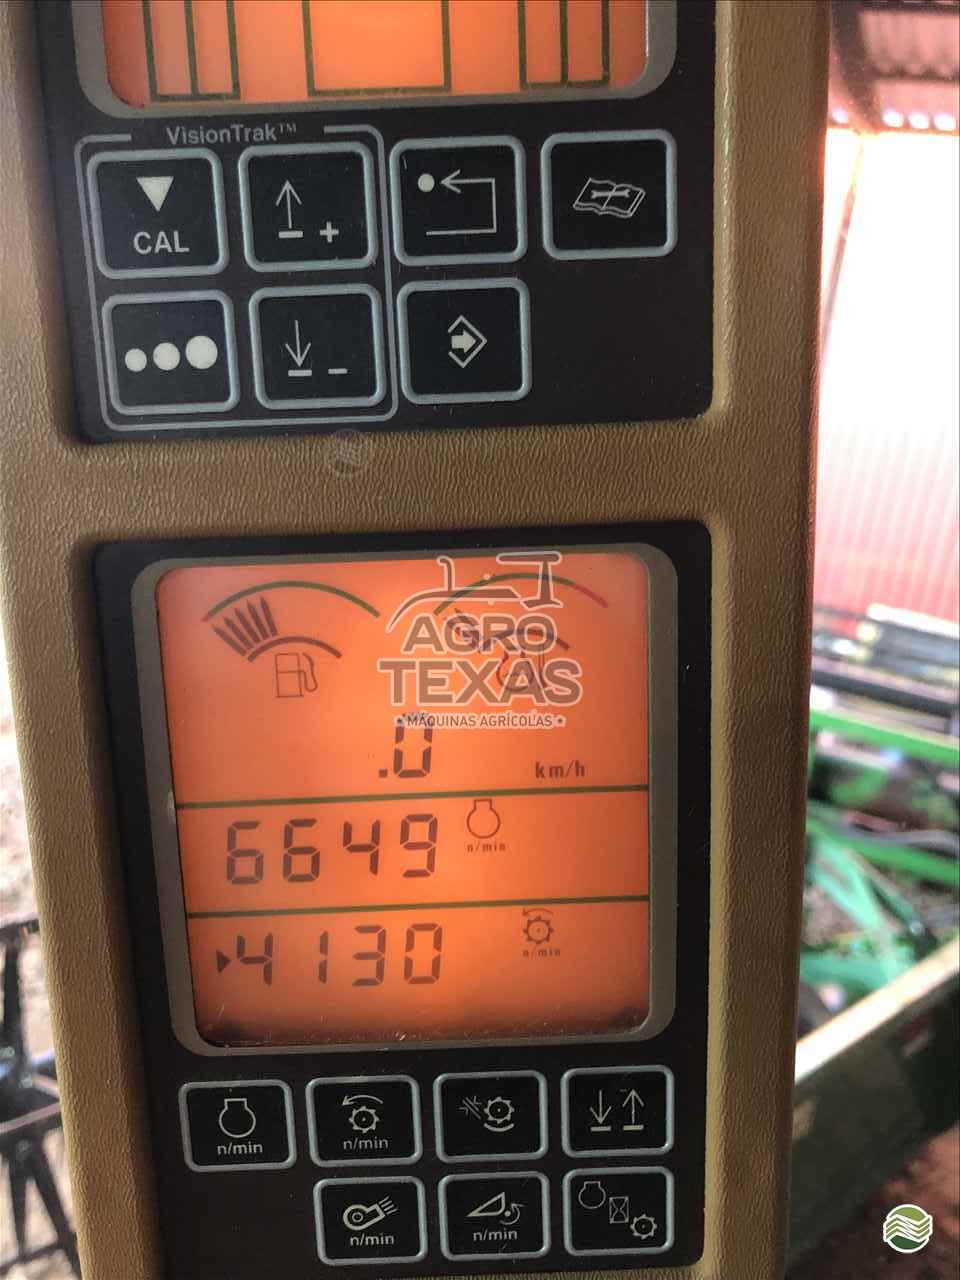 VisionTrak™
CAL
+
-
AGRO
TEXAS
MÁQUINAS AGRÍCOLAS
.0 km/h
6649 n/min
4130 n/min
n/min n/min
n/min n/min